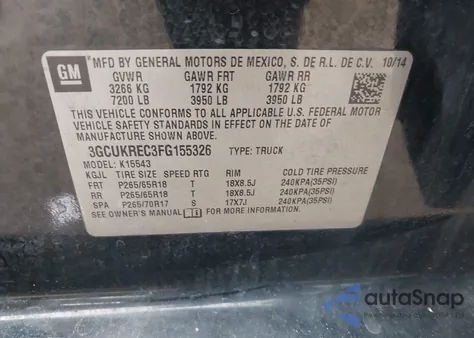 GM
MFD BY GENERAL MOTORS DE MEXICO, S. DE R.L. DE C.V. 10/14
GVWR GAWR FRT GAWR RR
3266 KG 1792 KG 1792 KG
7200 LB 3950 LB 3950 LB
THIS VEHICLE CONFORMS TO ALL APPLICABLE U.S. FEDERAL MOTOR
VEHICLE SAFETY, BUMPER, AND THEFT PREVENTION STANDARDS IN EFFECT ON THE DATE OF
MANUFACTURE SHOWN ABOVE.
3GCUKREC3FG155326 TYPE: TRUCK
MODEL: K15543
KGJL TIRE SIZE SPEED RTG RIM COLD TIRE PRESSURE
FRT P265/65R18 T 18X8.5J 240KPA(35PSI)
RR P265/65R18 T 18X8.5J 240KPA(35PSI)
SPA P265/70R17 S 17X7J 240KPA(35PSI)
SEE OWNER'S MANUAL FOR MORE INFORMATION.
autoSnap